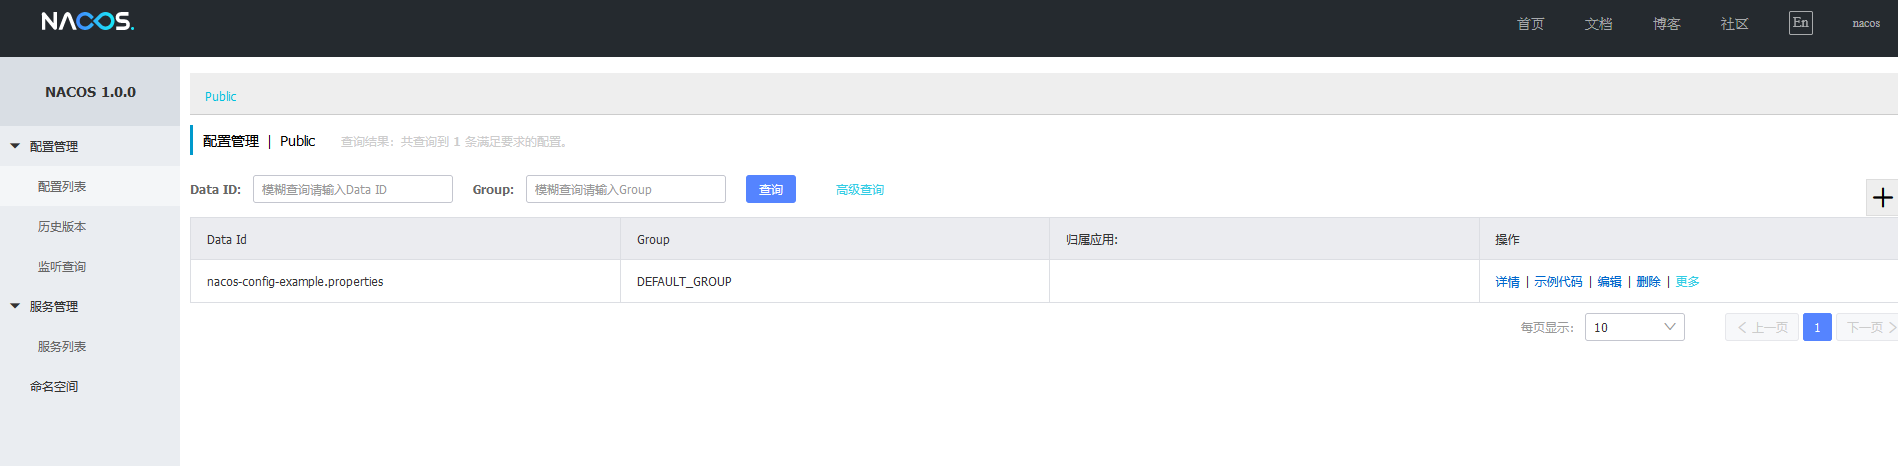 NACOS.
首页 文档 博客 社区 En nacos
NACOS 1.0.0
配置管理
配置列表
历史版本
监听查询
服务管理
服务列表
命名空间
Public
配置管理 | Public 查询结果：共查询到 1 条满足要求的配置。
Data ID: 模糊查询请输入Data ID Group: 模糊查询请输入Group 查询 高级查询
Data Id Group 归属应用: 操作
nacos-config-example.properties DEFAULT_GROUP 详情 | 示例代码 | 编辑 | 删除 | 更多
每页显示: 10 上一页 1 下一页